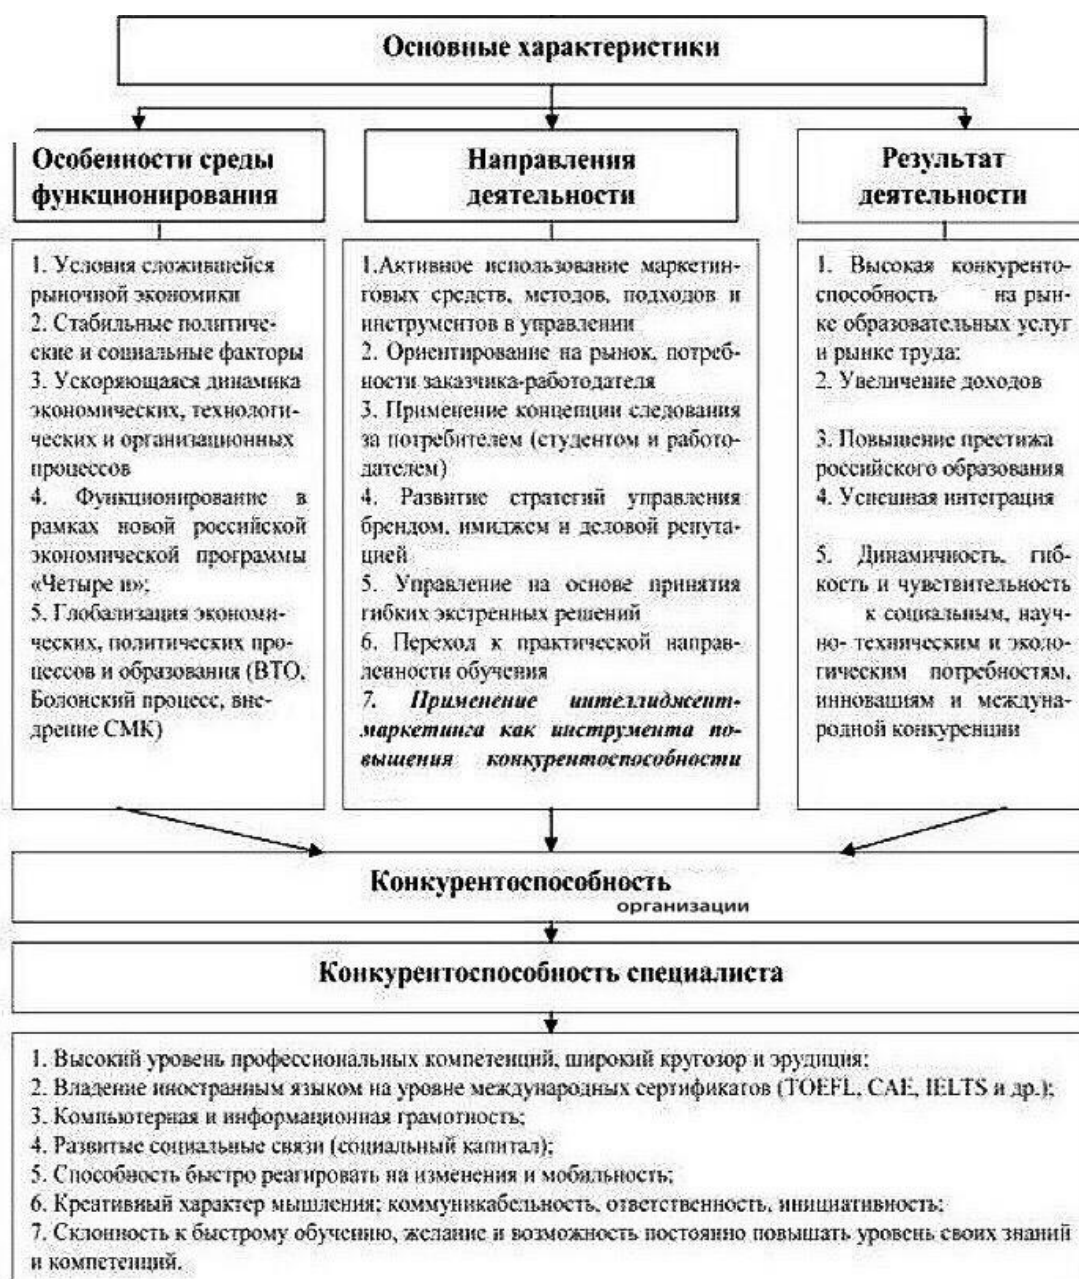 Основные характеристики
Особенности среды
функционирования
1. Условия сложившейся
рыночной экономики
2. Стабильные политиче-
ские и социальные факторы
3. Ускоряющаяся динамика
экономических, технологи-
ческих и организационных
процессов
4. Функционирование в
рамках новой российской
экономической программы
«Четыре и»;
5. Глобализация экономи-
ческих, политических про-
цессов и образования (ВТО,
Болонский процесс, вне-
дрение СМК)
Направления
деятельности
1.Активное использование маркетин-
говых средств, методов, подходов и
инструментов в управлении
2. Ориентирование на рынок, потреб-
ности заказчика-работодателя
3. Применение концепции следования
за потребителем (студентом и работо-
дателем)
4. Развитие стратегий управления
брендом, имиджем и деловой репута-
цией
5. Управление на основе принятия
гибких экстренных решений
6. Переход к практической направ-
ленности обучения
7. Применение интеллиджент-
маркетинга как инструмента по-
вышения конкурентоспособности
Результат
деятельности
1. Высокая конкуренто-
способность на рын-
ке образовательных услуг
и рынке труда;
2. Увеличение доходов
3. Повышение престижа
российского образования
4. Успешная интеграция
5. Динамичность, гиб-
кость и чувствительность
к социальным, науч-
но- техническим и эколо-
гическим потребностям,
инновациям и междуна-
родной конкуренции
Конкурентоспособность
организации
Конкурентоспособность специалиста
1. Высокий уровень профессиональных компетенций, широкий кругозор и эрудиция;
2. Владение иностранным языком на уровне международных сертификатов (TOEFL, CAE, IELTS и др.);
3. Компьютерная и информационная грамотность;
4. Развитые социальные связи (социальный капитал);
5. Способность быстро реагировать на изменения и мобильность;
6. Креативный характер мышления; коммуникабельность, ответственность, инициативность;
7. Склонность к быстрому обучению, желание и возможность постоянно повышать уровень своих знаний
и компетенций.